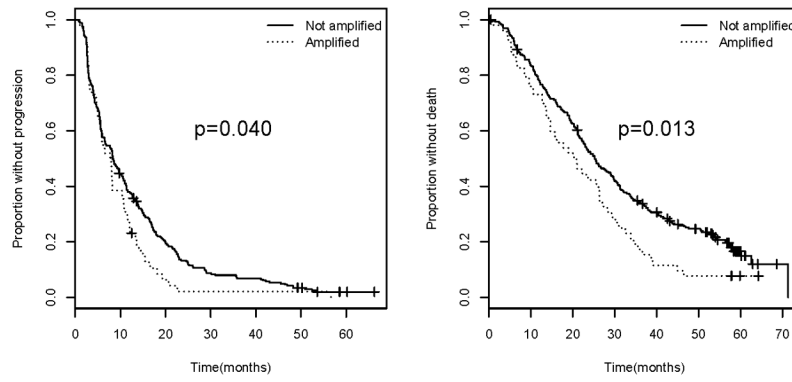 Not amplified
Amplified
p=0.040
Proportion without progression
1.0
0.8
0.6
0.4
0.2
0.0
0 10 20 30 40 50 60
Time(months)
Not amplified
Amplified
p=0.013
Proportion without death
1.0
0.8
0.6
0.4
0.2
0.0
0 10 20 30 40 50 60 70
Time(months)